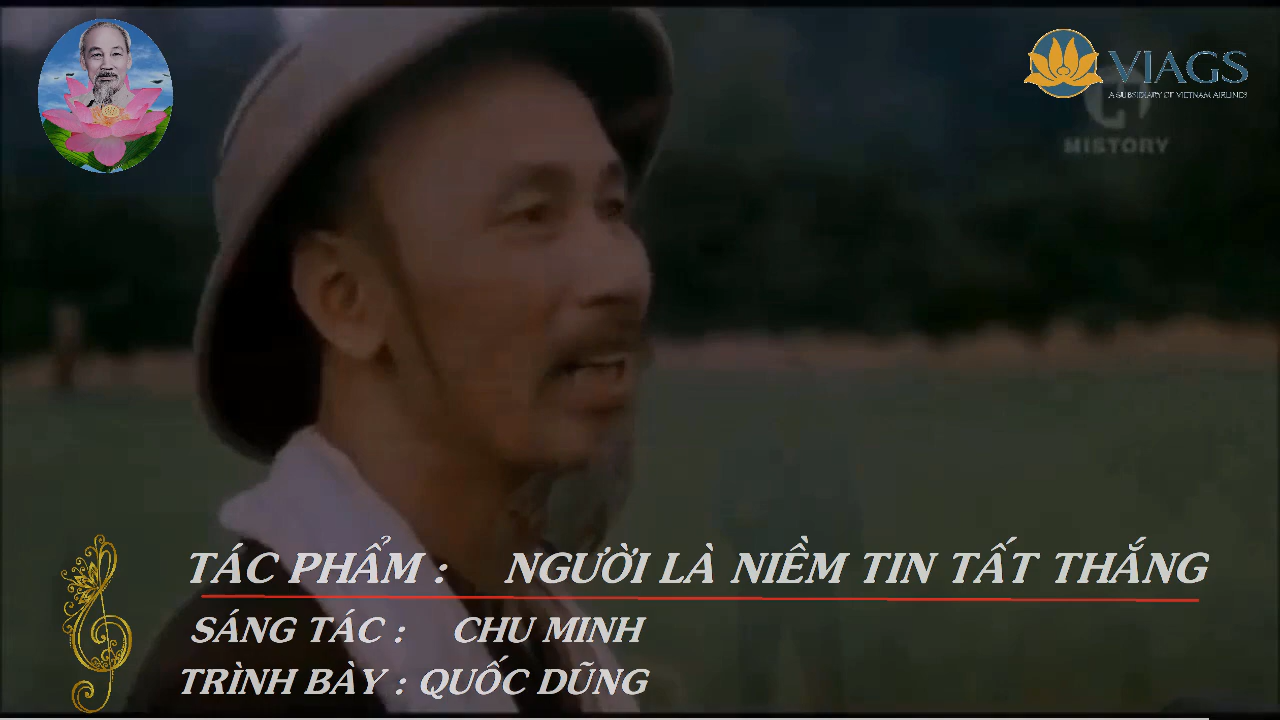 VIAGS
A SUBSIDIARY OF VIETNAM AIRLINES
HISTORY
TÁC PHẨM : NGƯỜI LÀ NIỀM TIN TẤT THẮNG
SÁNG TÁC : CHU MINH
TRÌNH BÀY : QUỐC DŨNG